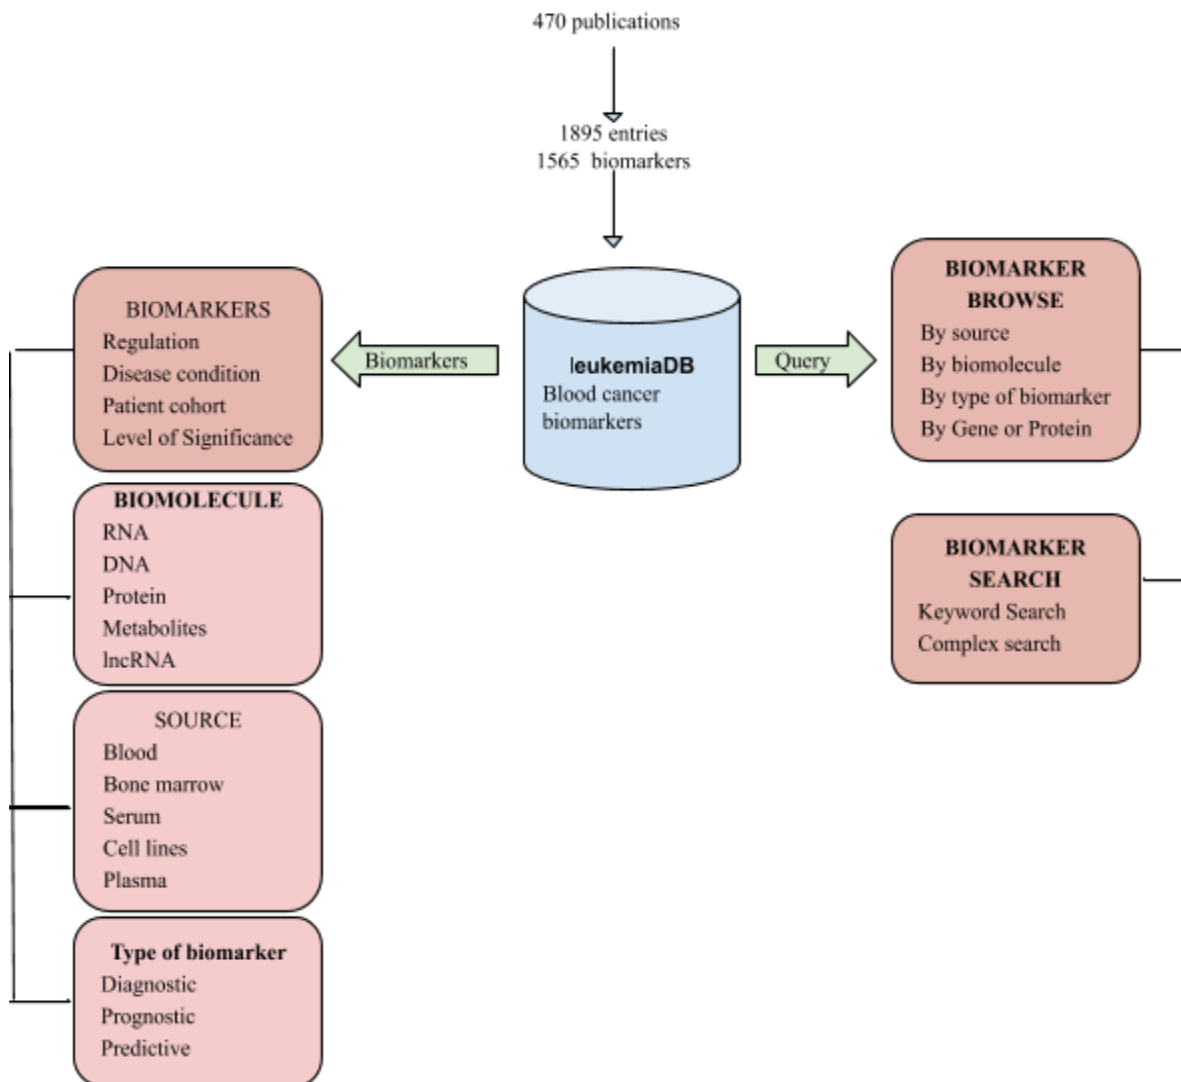 470 publications
1895 entries
1565 biomarkers
BIOMARKERS
Regulation
Disease condition
Patient cohort
Level of Significance
Biomarkers
leukemiaDB
Blood cancer
biomarkers
Query
BIOMARKER
BROWSE
By source
By biomolecule
By type of biomarker
By Gene or Protein
BIOMOLECULE
RNA
DNA
Protein
Metabolites
lncRNA
BIOMARKER
SEARCH
Keyword Search
Complex search
SOURCE
Blood
Bone marrow
Serum
Cell lines
Plasma
Type of biomarker
Diagnostic
Prognostic
Predictive